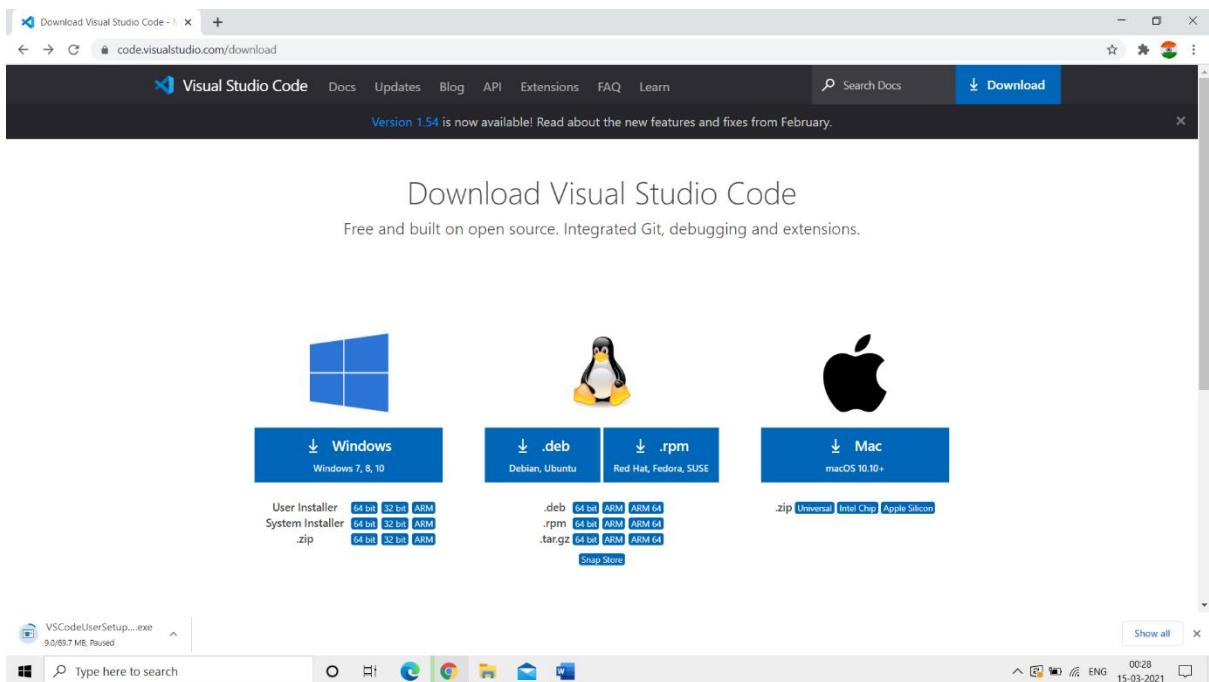 Download Visual Studio Code - M
code.visualstudio.com/download
Visual Studio Code Docs Updates Blog API Extensions FAQ Learn Search Docs Download
Version 1.54 is now available! Read about the new features and fixes from February.
Download Visual Studio Code
Free and built on open source. Integrated Git, debugging and extensions.
Windows
Windows 7, 8, 10
.deb
Debian, Ubuntu
.rpm
Red Hat, Fedora, SUSE
Mac
macOS 10.10+
User Installer 64 bit 32 bit ARM
System Installer 64 bit 32 bit ARM
.zip 64 bit 32 bit ARM
.deb 64 bit ARM ARM 64
.rpm 64 bit ARM ARM 64
.tar.gz 64 bit ARM ARM 64
Snap Store
.zip Universal Intel Chip Apple Silicon
VSCodeUserSetup....exe
9.0/69.7 MB, Paused
Show all
Type here to search
ENG
00:28
15-03-2021